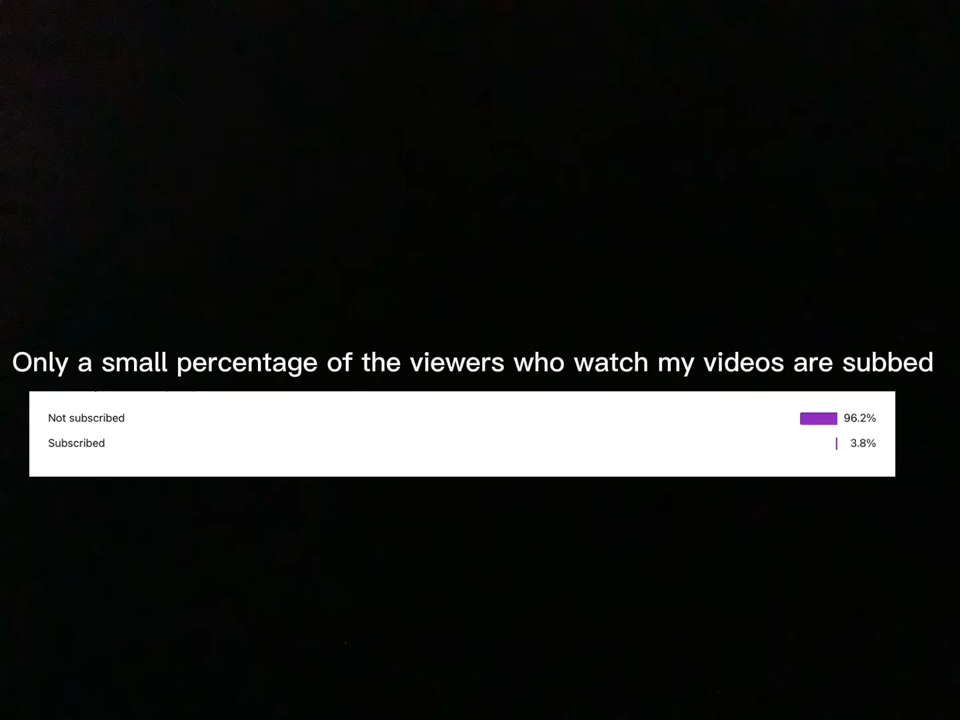 Only a small percentage of the viewers who watch my videos are subbed
Not subscribed 96.2%
Subscribed 3.8%